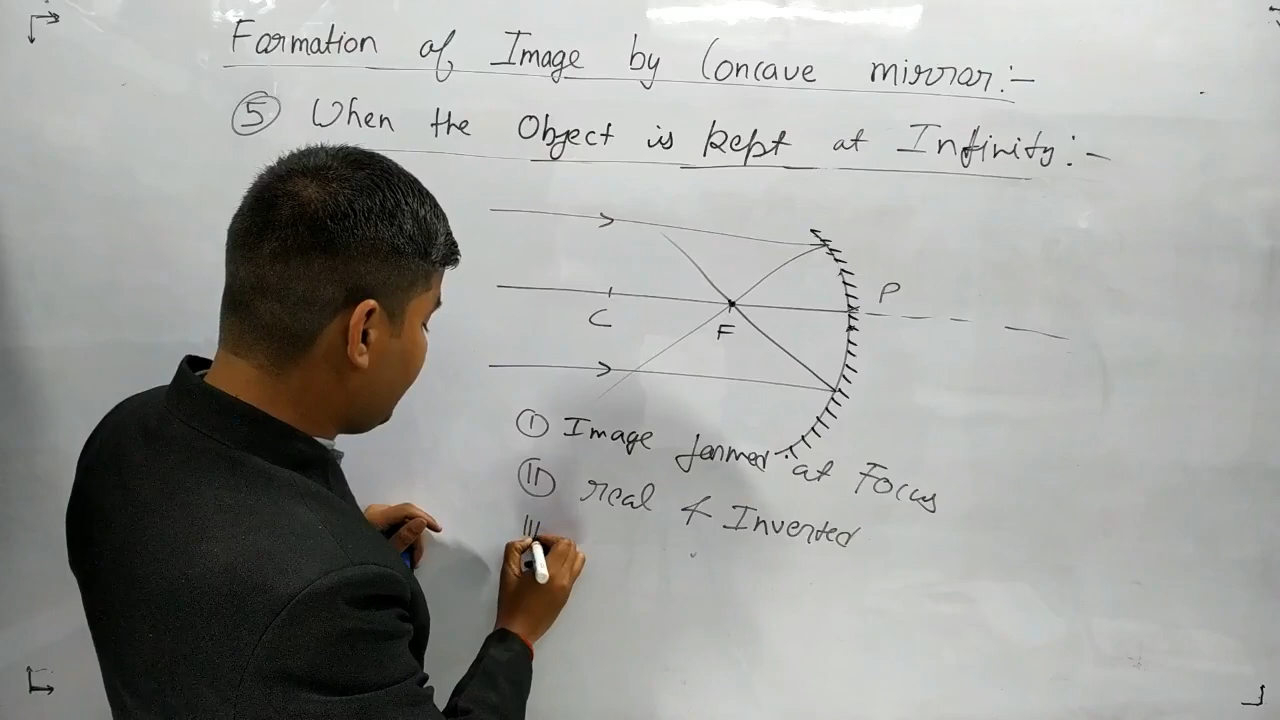 Formation of Image by Concave mirror:-
⑤ When the Object is kept at Infinity:-
P
C
F
Ⓘ Image formed at Focus
Ⓘⓘ real & Inverted
III